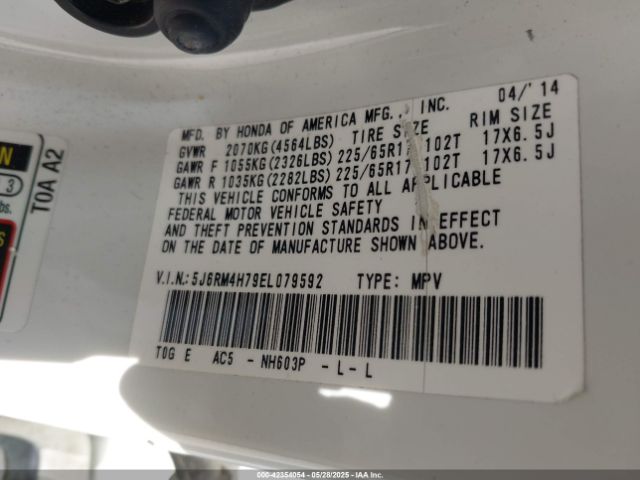 04/'14
MFD. BY HONDA OF AMERICA MFG., INC.
GVWR 2070KG(4564LBS) TIRE SIZE RIM SIZE
GAWR F 1055KG(2326LBS) 225/65R17 102T 17X6.5J
GAWR R 1035KG(2282LBS) 225/65R17 102T 17X6.5J
THIS VEHICLE CONFORMS TO ALL APPLICABLE
FEDERAL MOTOR VEHICLE SAFETY
AND THEFT PREVENTION STANDARDS IN EFFECT
ON THE DATE OF MANUFACTURE SHOWN ABOVE.
V.I.N.: 5J6RM4H79EL079592 TYPE: MPV
T0G E AC5 - NH603P - L - L
T0A A2
3
000-42354054 | 05/28/2025 | IAA Inc.